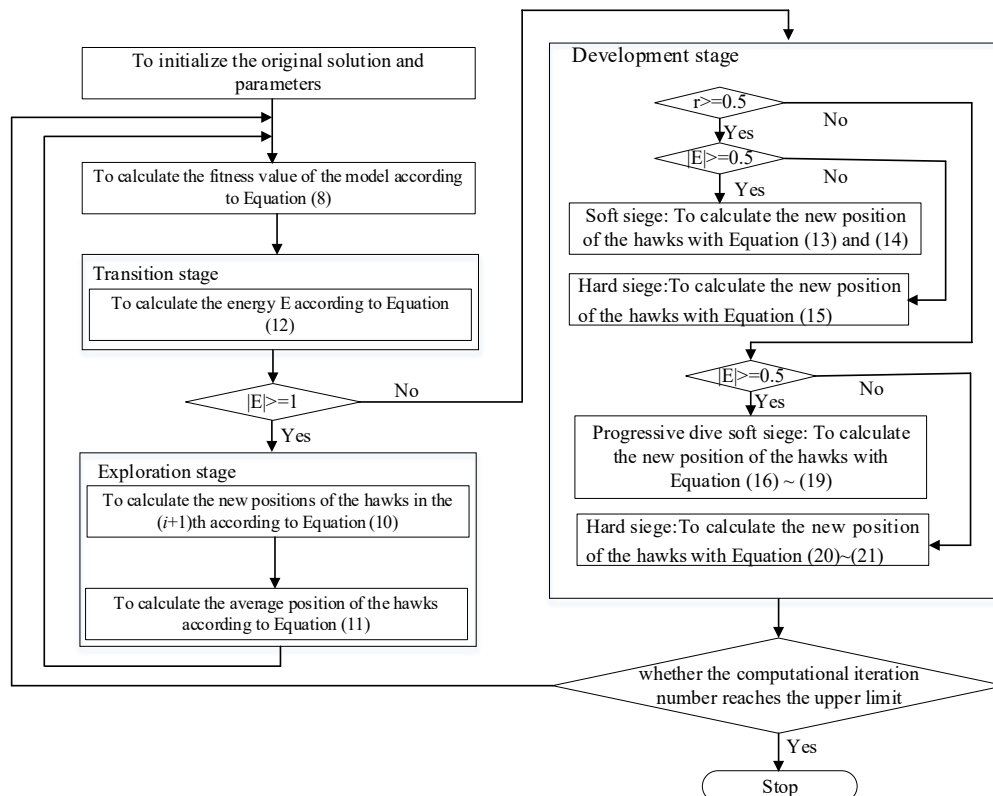 To initialize the original solution and
parameters
To calculate the fitness value of the model according
to Equation (8)
Transition stage
To calculate the energy E according to Equation
(12)
|E|>=1
No
Yes
Exploration stage
To calculate the new positions of the hawks in the
(i+1)th according to Equation (10)
To calculate the average position of the hawks
according to Equation (11)
Development stage
r>=0.5
No
Yes
|E|>=0.5
No
Yes
Soft siege: To calculate the new position
of the hawks with Equation (13) and (14)
Hard siege:To calculate the new position
of the hawks with Equation (15)
|E|>=0.5
No
Yes
Progressive dive soft siege: To calculate
the new position of the hawks with
Equation (16) ~ (19)
Hard siege:To calculate the new position
of the hawks with Equation (20)~(21)
whether the computational iteration
number reaches the upper limit
Yes
Stop